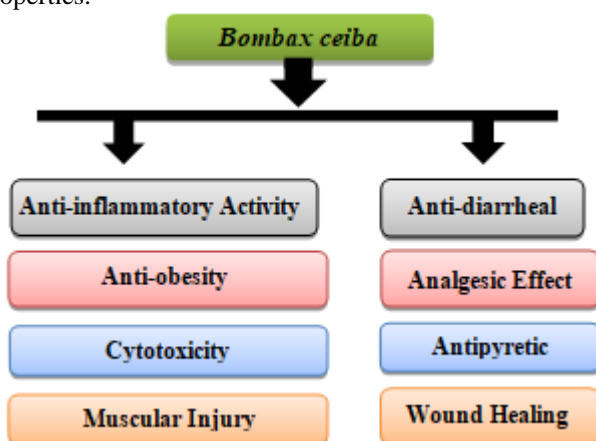 operties.
Bombax ceiba
Anti-inflammatory Activity
Anti-diarrheal
Anti-obesity
Analgesic Effect
Cytotoxicity
Antipyretic
Muscular Injury
Wound Healing